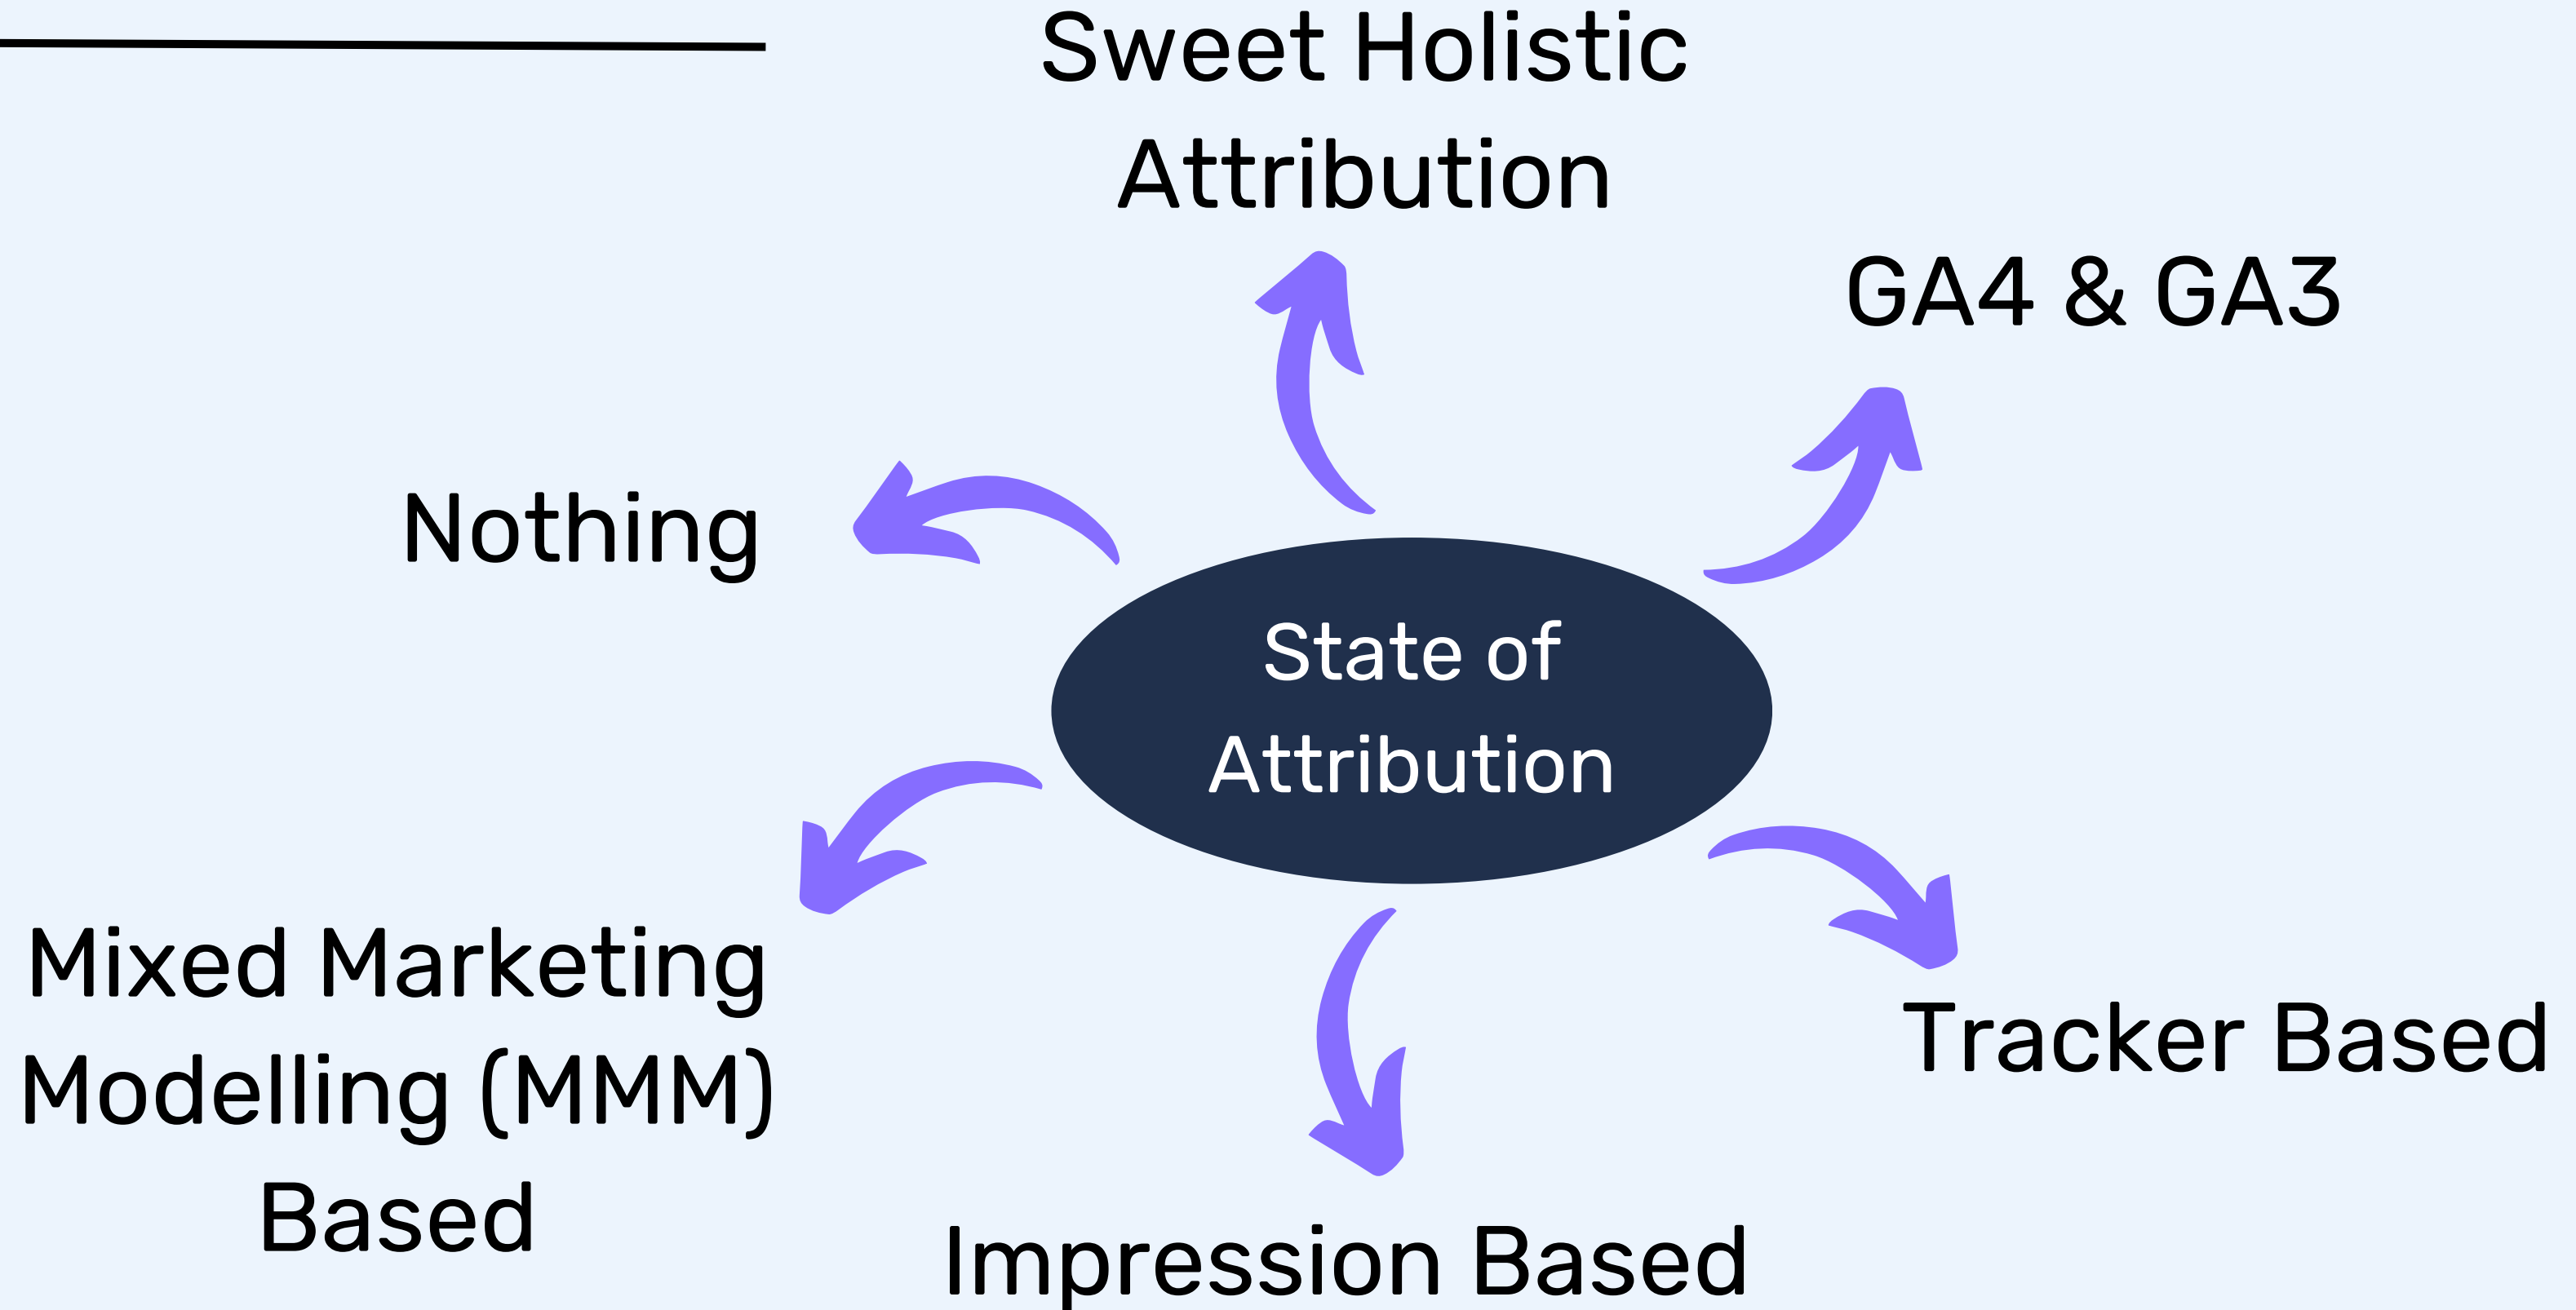 Sweet Holistic
Attribution
GA4 & GA3
Nothing
State of
Attribution
Mixed Marketing
Modelling (MMM)
Based
Tracker Based
Impression Based